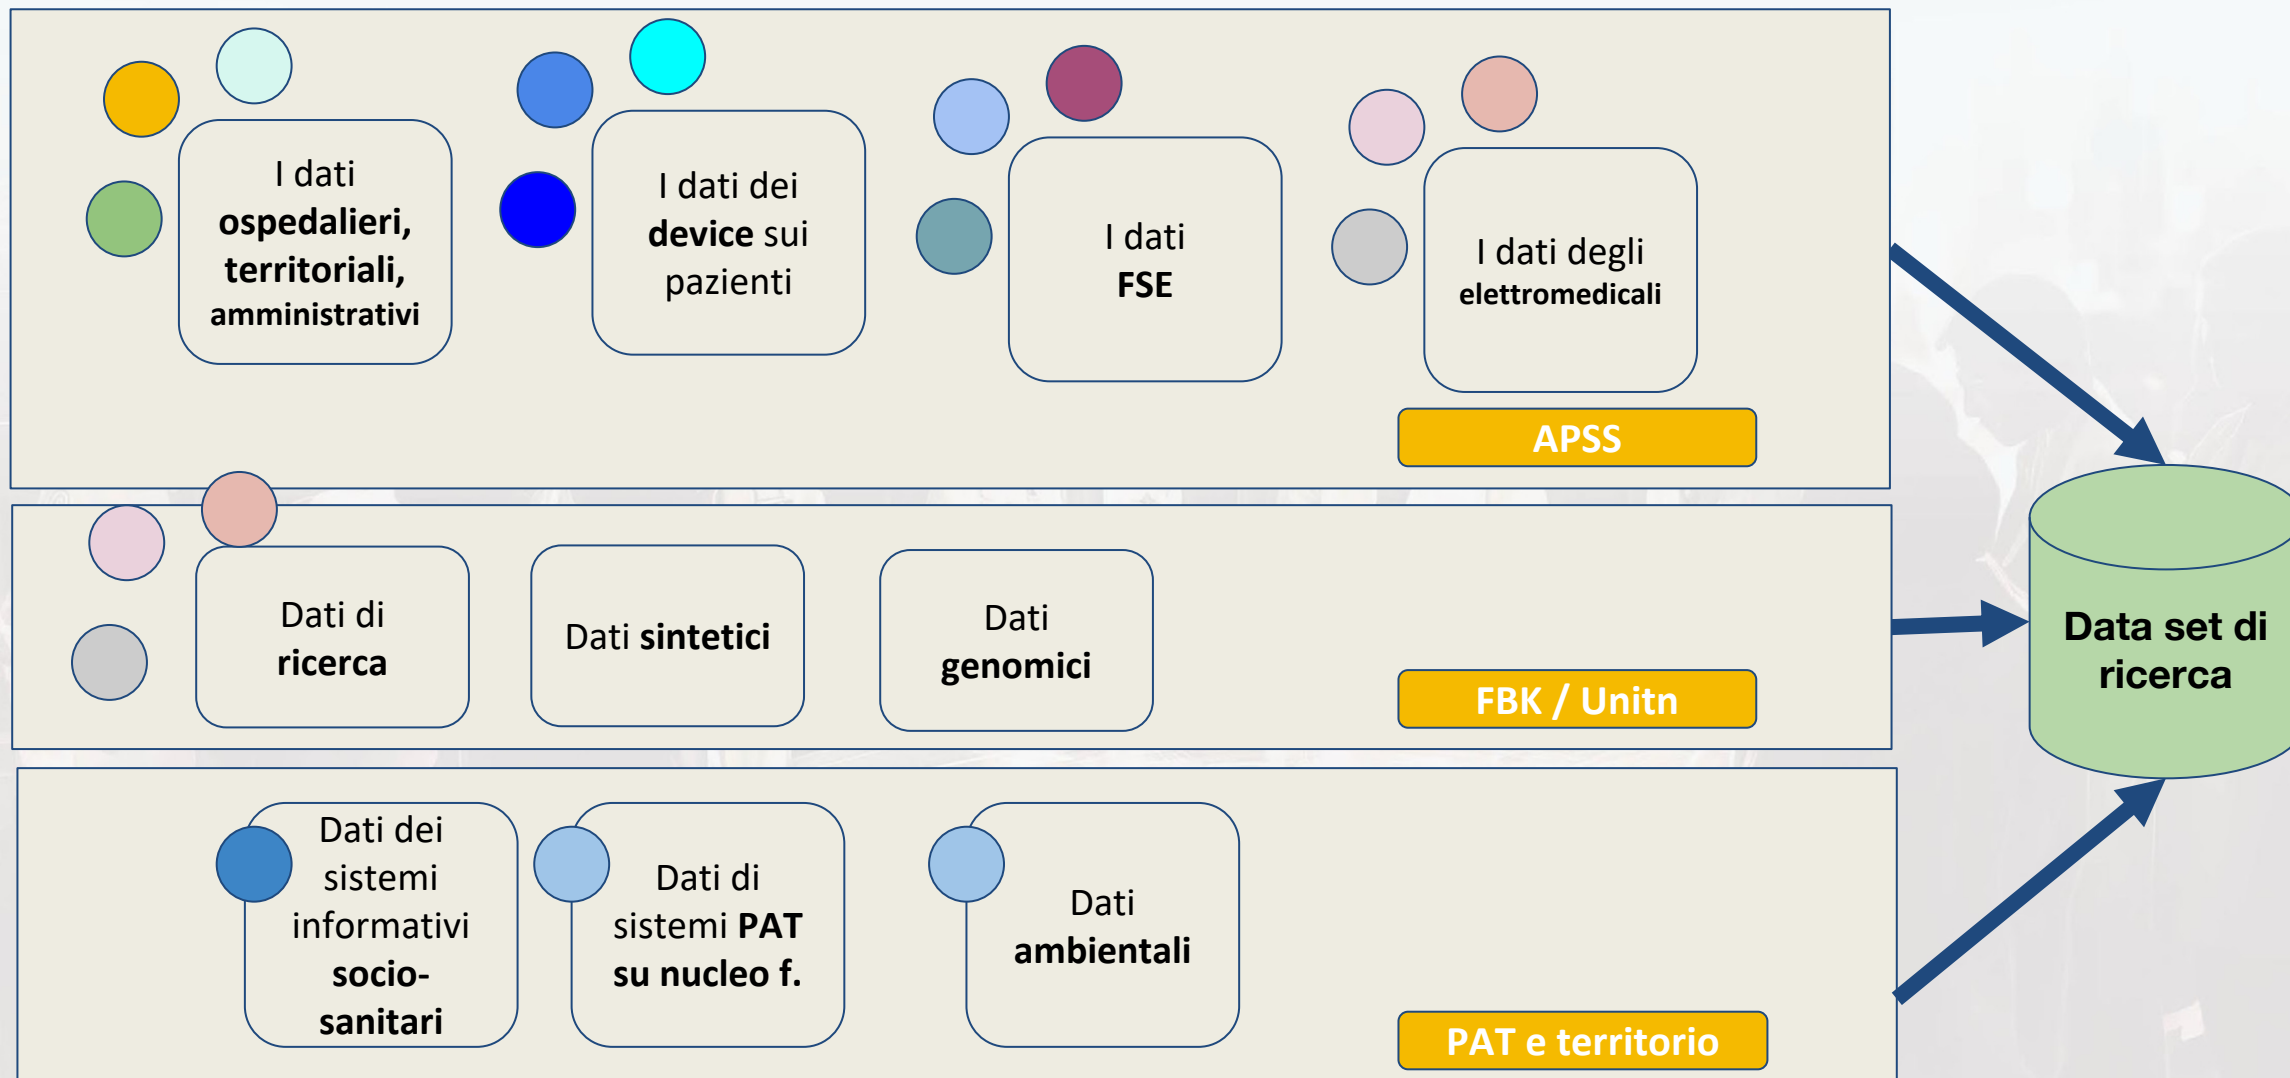 I dati
ospedalieri,
territoriali,
amministrativi
I dati dei
device sui
pazienti
I dati
FSE
I dati degli
elettromedicali
APSS
Dati di
ricerca
Dati sintetici
Dati
genomici
FBK / Unitn
Data set di
ricerca
Dati dei
sistemi
informativi
socio-
sanitari
Dati di
sistemi PAT
su nucleo f.
Dati
ambientali
PAT e territorio